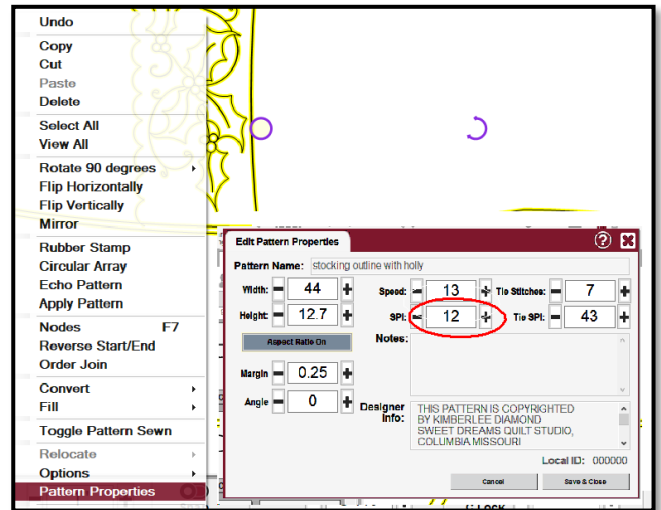 Undo
Copy
Cut
Paste
Delete
Select All
View All
Rotate 90 degrees
Flip Horizontally
Flip Vertically
Mirror
Rubber Stamp
Circular Array
Echo Pattern
Apply Pattern
Nodes F7
Reverse Start/End
Order Join
Convert
Fill
Toggle Pattern Sewn
Relocate
Options
Pattern Properties
Edit Pattern Properties
Pattern Name: stocking outline with holly
Width: 44 Speed: 13 Tie Stitches: 7
Height: 12.7 SPI: 12 Tie SPI: 43
Aspect Ratio On
Notes:
Margin 0.25
Angle 0
Designer Info:
THIS PATTERN IS COPYRIGHTED
BY KIMBERLEE DIAMOND
SWEET DREAMS QUILT STUDIO,
COLUMBIA MISSOURI
Local ID: 000000
Cancel Save & Close